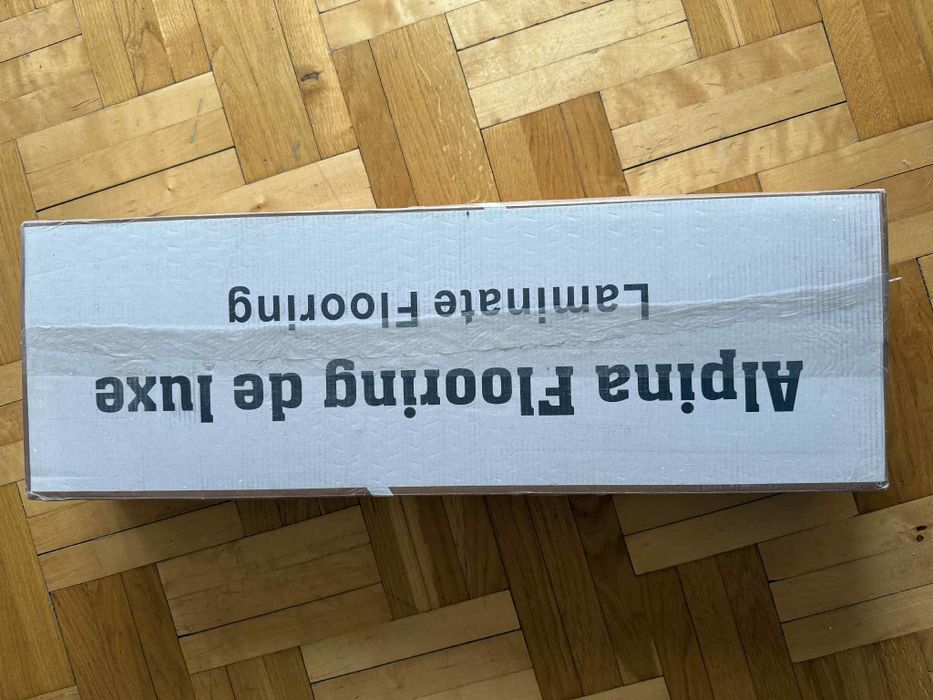 Alpina Flooring de luxe
Laminate Flooring